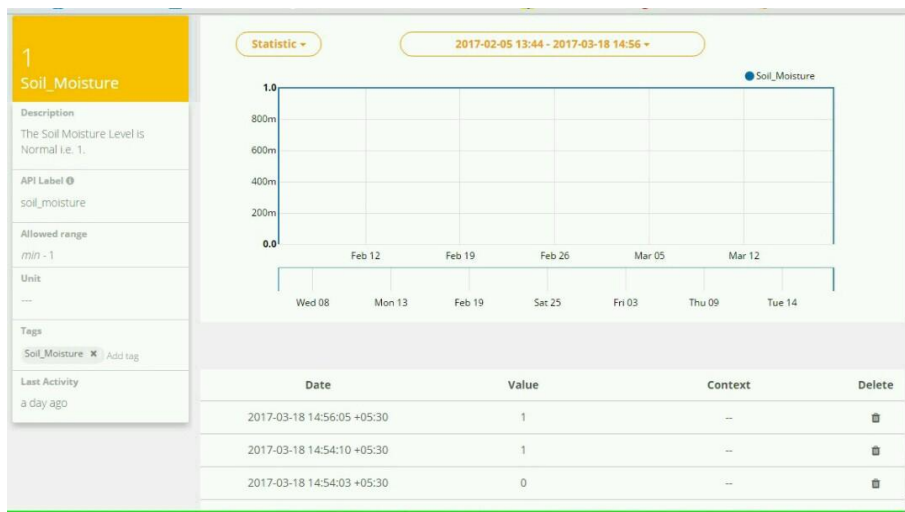 1
Soil_Moisture
Description
The Soil Moisture Level is
Normal i.e. 1.
API Label
soil_moisture
Allowed range
min - 1
Unit
---
Tags
Soil_Moisture ✖ Add tag
Last Activity
a day ago
Statistic
2017-02-05 13:44 - 2017-03-18 14:56
Soil_Moisture
1.0
800m
600m
400m
200m
0.0
Feb 12 Feb 19 Feb 26 Mar 05 Mar 12
Wed 08 Mon 13 Feb 19 Sat 25 Fri 03 Thu 09 Tue 14
Date Value Context Delete
2017-03-18 14:56:05 +05:30 1 --
2017-03-18 14:54:10 +05:30 1 --
2017-03-18 14:54:03 +05:30 0 --